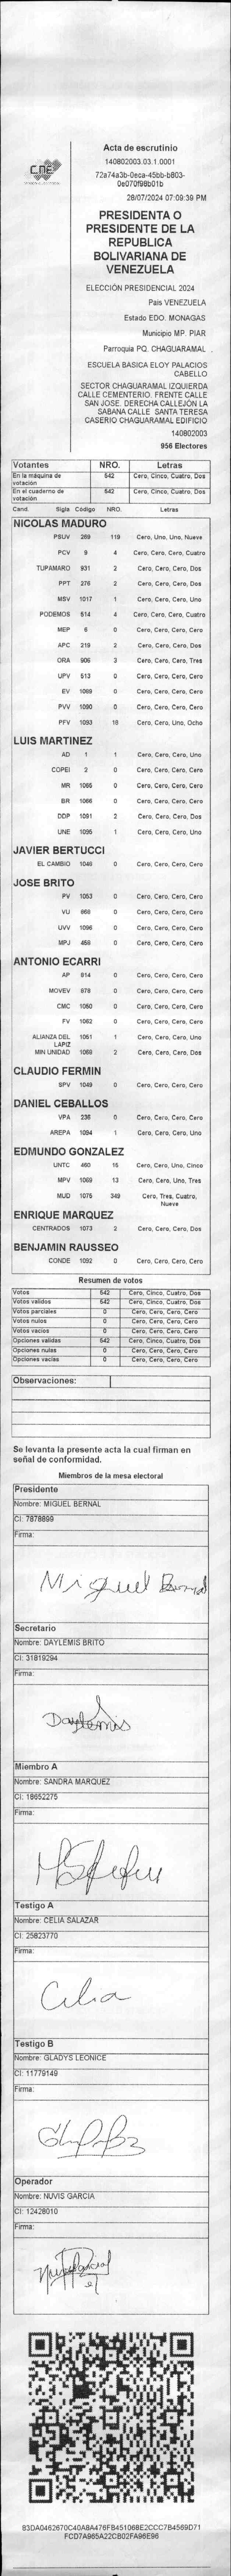 CNE
Acta de escrutinio
140802003.03.1.0001
72a74a3b-0eca-45bb-b803-
0e070f98b01b
28/07/2024 07:09:39 PM
PRESIDENTA O
PRESIDENTE DE LA
REPUBLICA
BOLIVARIANA DE
VENEZUELA
ELECCIÓN PRESIDENCIAL 2024
Pais VENEZUELA
Estado EDO. MONAGAS
Municipio MP. PIAR
Parroquia PQ. CHAGUARAMAL
ESCUELA BASICA ELOY PALACIOS
CABELLO
SECTOR CHAGUARAMAL IZQUIERDA
CALLE CEMENTERIO. FRENTE CALLE
SAN JOSE. DERECHA CALLEJÓN LA
SABANA CALLE SANTA TERESA
CASERIO CHAGUARAMAL EDIFICIO
140802003
956 Electores
Votantes NRO. Letras
En la máquina de votación 542 Cero, Cinco, Cuatro, Dos
En el cuaderno de votación 542 Cero, Cinco, Cuatro, Dos
Cand. Sigla Código NRO. Letras
NICOLAS MADURO
PSUV 269 119 Cero, Uno, Uno, Nueve
PCV 9 4 Cero, Cero, Cero, Cuatro
TUPAMARO 931 2 Cero, Cero, Cero, Dos
PPT 276 2 Cero, Cero, Cero, Dos
MSV 1017 1 Cero, Cero, Cero, Uno
PODEMOS 514 4 Cero, Cero, Cero, Cuatro
MEP 6 0 Cero, Cero, Cero, Cero
APC 219 2 Cero, Cero, Cero, Dos
ORA 906 3 Cero, Cero, Cero, Tres
UPV 513 0 Cero, Cero, Cero, Cero
EV 1089 0 Cero, Cero, Cero, Cero
PVV 1090 0 Cero, Cero, Cero, Cero
PFV 1093 18 Cero, Cero, Uno, Ocho
LUIS MARTINEZ
AD 1 1 Cero, Cero, Cero, Uno
COPEI 2 0 Cero, Cero, Cero, Cero
MR 1065 0 Cero, Cero, Cero, Cero
BR 1066 0 Cero, Cero, Cero, Cero
DDP 1091 2 Cero, Cero, Cero, Dos
UNE 1095 1 Cero, Cero, Cero, Uno
JAVIER BERTUCCI
EL CAMBIO 1046 0 Cero, Cero, Cero, Cero
JOSE BRITO
PV 1053 0 Cero, Cero, Cero, Cero
VU 868 0 Cero, Cero, Cero, Cero
UVV 1096 0 Cero, Cero, Cero, Cero
MPJ 458 0 Cero, Cero, Cero, Cero
ANTONIO ECARRI
AP 814 0 Cero, Cero, Cero, Cero
MOVEV 878 0 Cero, Cero, Cero, Cero
CMC 1050 0 Cero, Cero, Cero, Cero
FV 1062 0 Cero, Cero, Cero, Cero
ALIANZA DEL LAPIZ 1051 1 Cero, Cero, Cero, Uno
MIN UNIDAD 1059 2 Cero, Cero, Cero, Dos
CLAUDIO FERMIN
SPV 1049 0 Cero, Cero, Cero, Cero
DANIEL CEBALLOS
VPA 236 0 Cero, Cero, Cero, Cero
AREPA 1094 1 Cero, Cero, Cero, Uno
EDMUNDO GONZALEZ
UNTC 460 15 Cero, Cero, Uno, Cinco
MPV 1069 13 Cero, Cero, Uno, Tres
MUD 1075 349 Cero, Tres, Cuatro, Nueve
ENRIQUE MARQUEZ
CENTRADOS 1073 2 Cero, Cero, Cero, Dos
BENJAMIN RAUSSEO
CONDE 1092 0 Cero, Cero, Cero, Cero
Resumen de votos
Votos 542 Cero, Cinco, Cuatro, Dos
Votos validos 542 Cero, Cinco, Cuatro, Dos
Votos parciales 0 Cero, Cero, Cero, Cero
Votos nulos 0 Cero, Cero, Cero, Cero
Votos vacios 0 Cero, Cero, Cero, Cero
Opciones validas 542 Cero, Cinco, Cuatro, Dos
Opciones nulas 0 Cero, Cero, Cero, Cero
Opciones vacias 0 Cero, Cero, Cero, Cero
Observaciones:
Se levanta la presente acta la cual firman en
señal de conformidad.
Miembros de la mesa electoral
Presidente
Nombre: MIGUEL BERNAL
CI: 7878899
Firma:
Miguel Bernal
Secretario
Nombre: DAYLEMIS BRITO
CI: 31819294
Firma:
Daylemis
Miembro A
Nombre: SANDRA MARQUEZ
CI: 18652275
Firma:
Testigo A
Nombre: CELIA SALAZAR
CI: 25823770
Firma:
Celia
Testigo B
Nombre: GLADYS LEONICE
CI: 11779149
Firma:
Operador
Nombre: NUVIS GARCIA
CI: 12428010
Firma:
83DA0462670C40A8A476FB451068E2CCC7B4569D71
FCD7A965A22CB02FA96E96